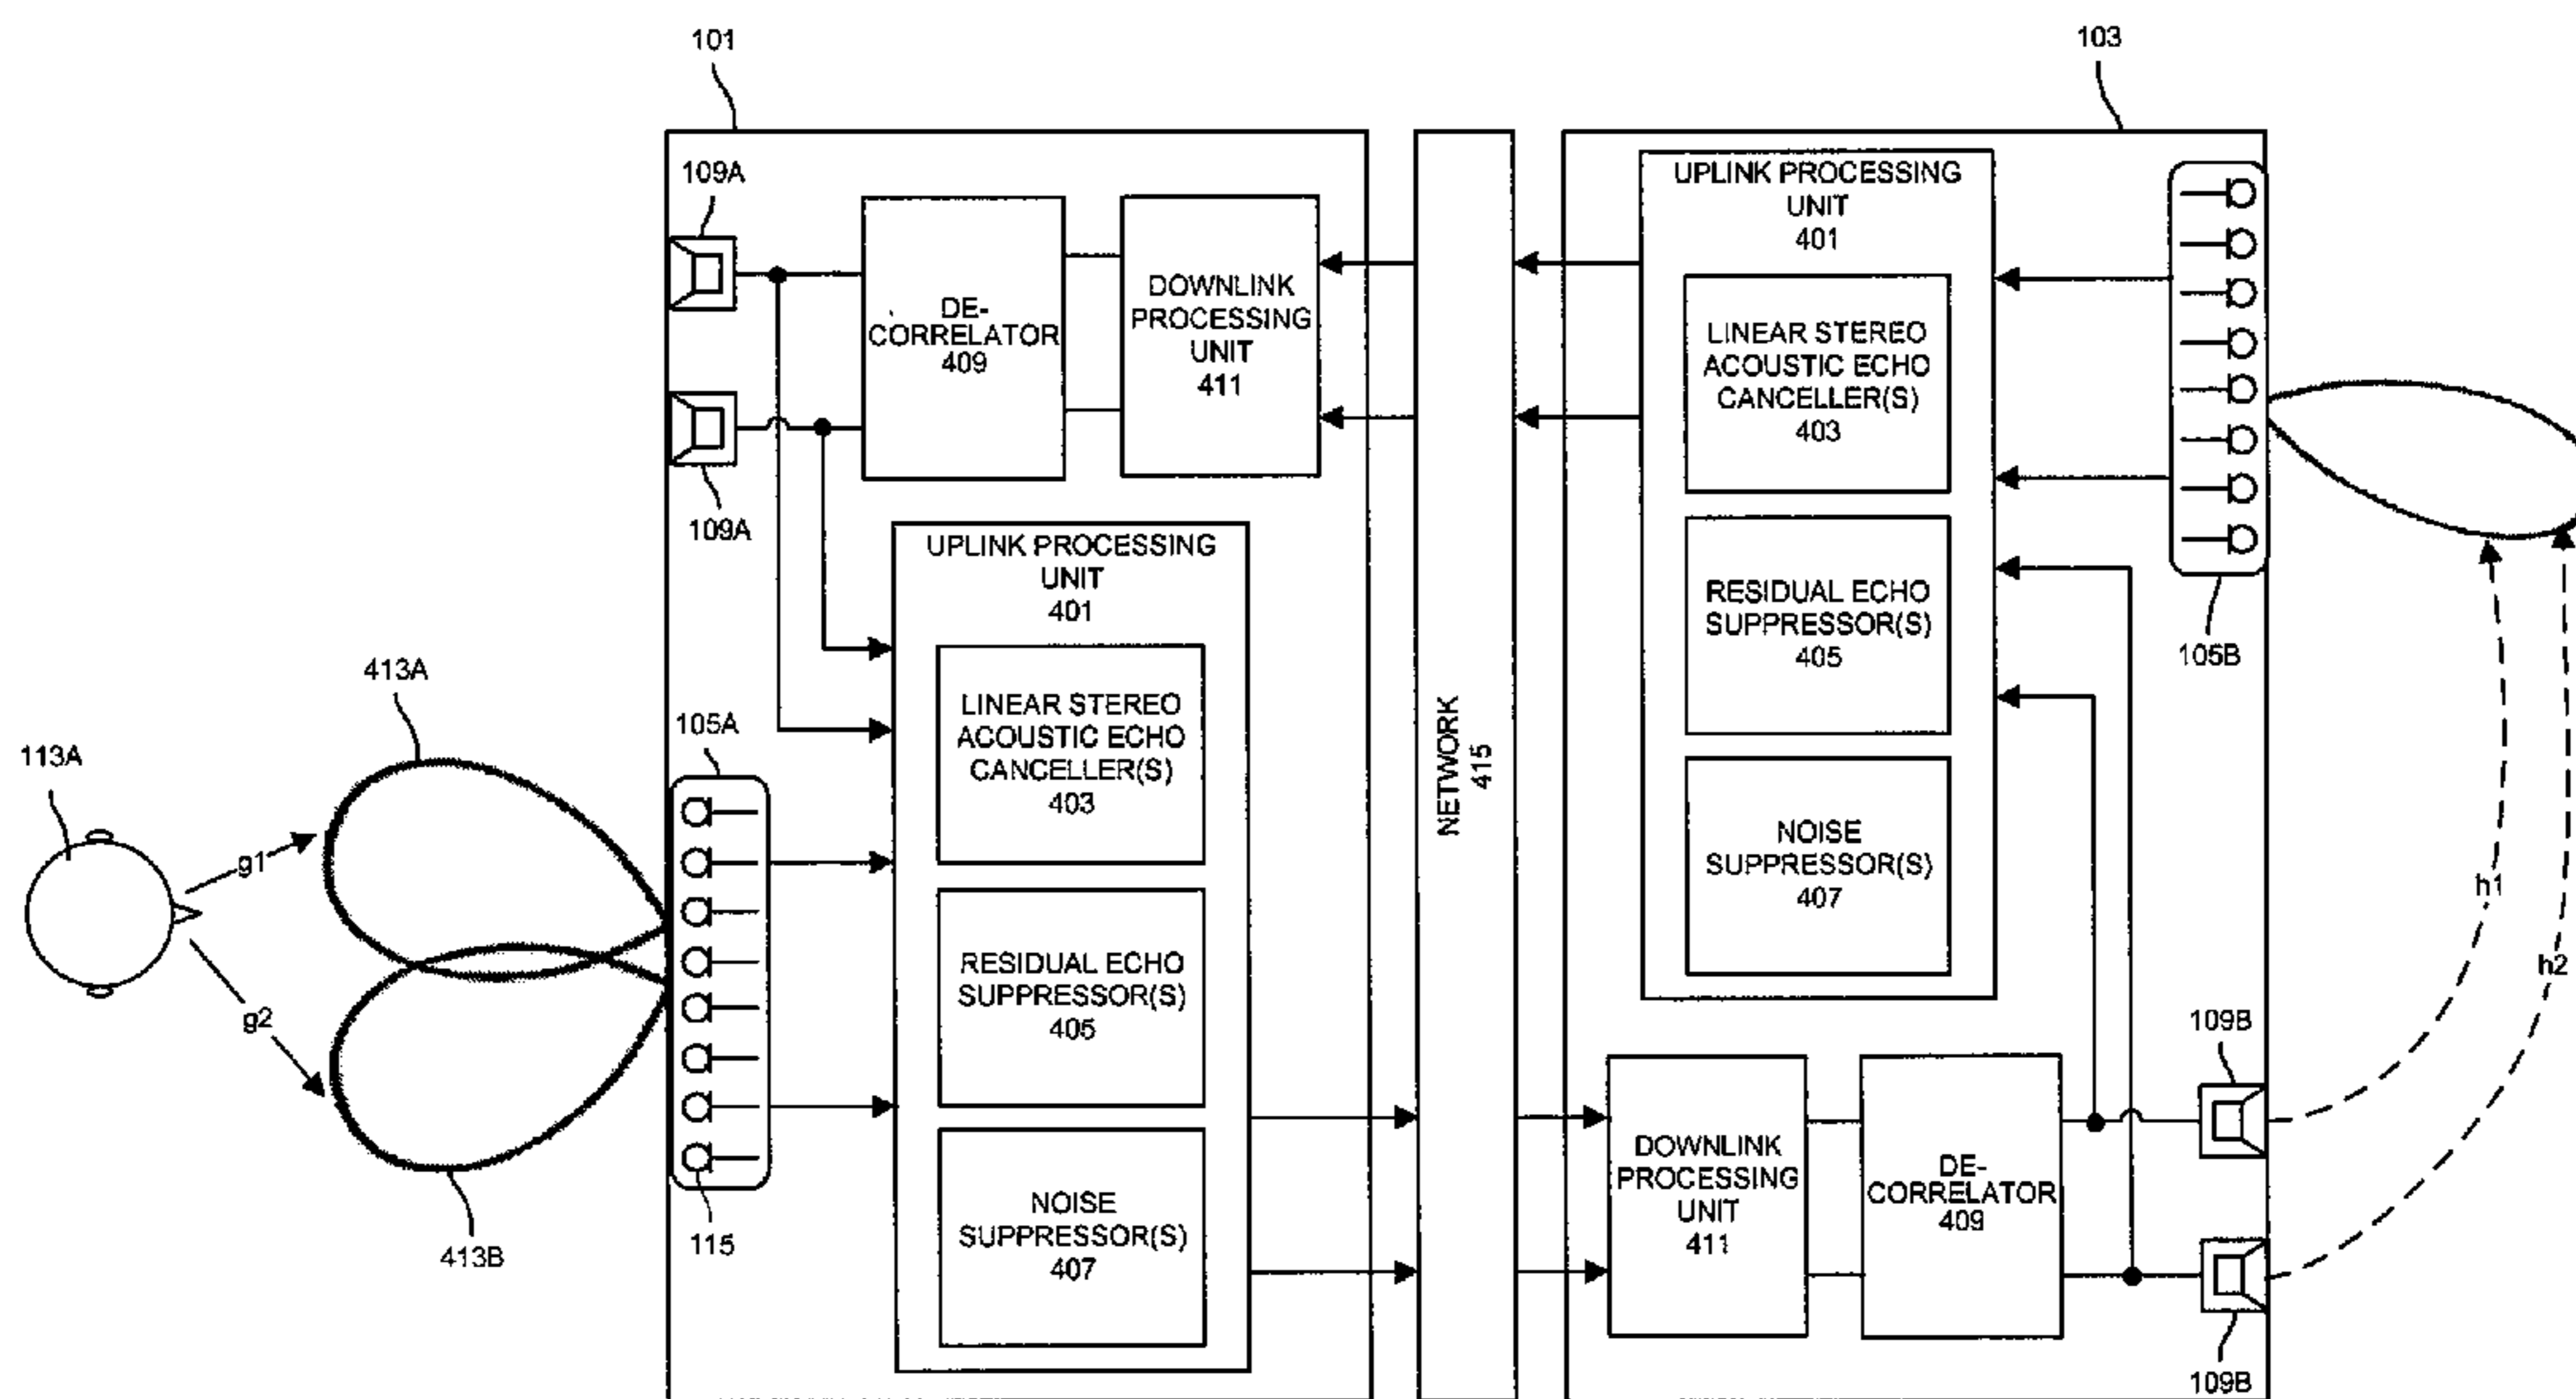 101
103
109A
109A
DE-
CORRELATOR
409
DOWNLINK
PROCESSING
UNIT
411
UPLINK PROCESSING
UNIT
401
LINEAR STEREO
ACOUSTIC ECHO
CANCELLER(S)
403
RESIDUAL ECHO
SUPPRESSOR(S)
405
NOISE
SUPPRESSOR(S)
407
105A
115
413A
413B
113A
g1
g2
NETWORK
415
UPLINK PROCESSING
UNIT
401
LINEAR STEREO
ACOUSTIC ECHO
CANCELLER(S)
403
RESIDUAL ECHO
SUPPRESSOR(S)
405
NOISE
SUPPRESSOR(S)
407
105B
h1
h2
DOWNLINK
PROCESSING
UNIT
411
DE-
CORRELATOR
409
109B
109B